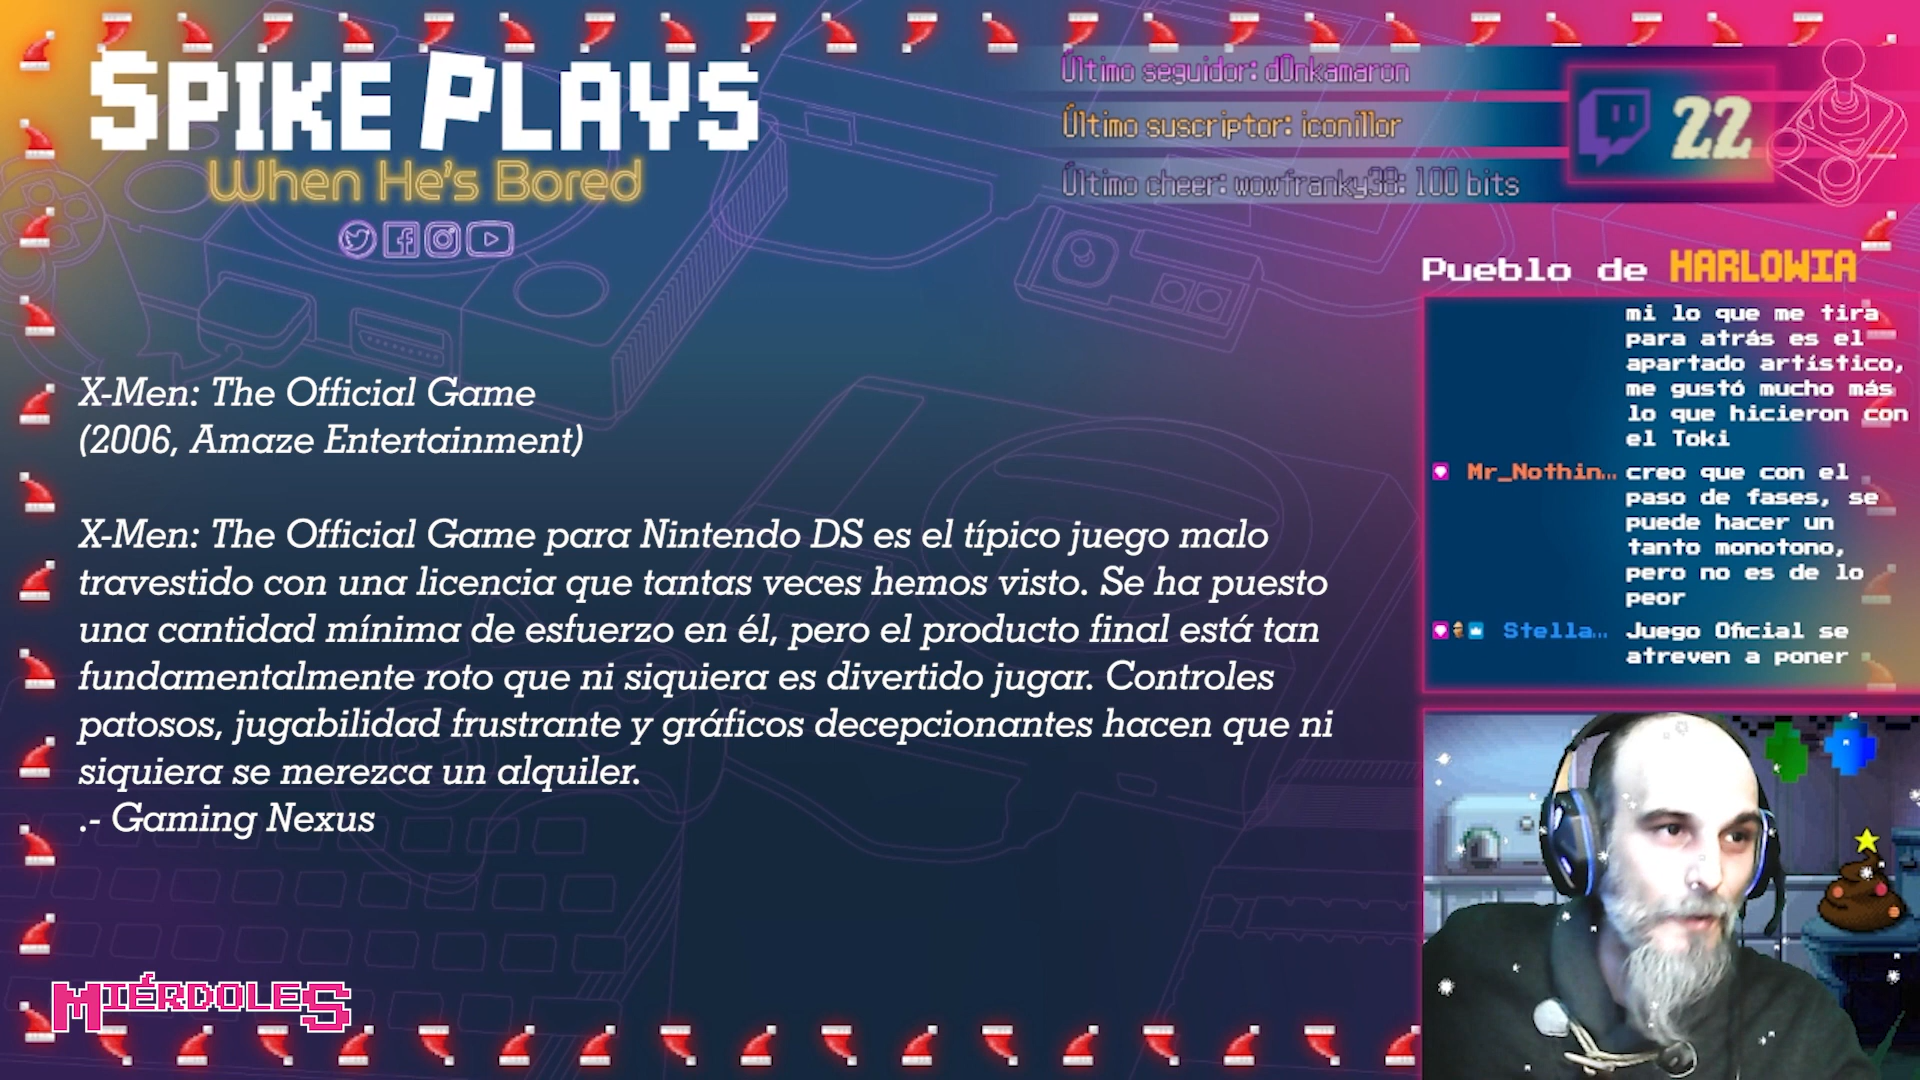 SPIKE PLAYS
When He's Bored
Último seguidor: d0nkamaron
Último suscriptor: iconillor
Último cheer: wowfranky38: 100 bits
22
Pueblo de HARLOWIA
mi lo que me tira
para atrás es el
apartado artístico,
me gustó mucho más
lo que hicieron con
el Toki
Mr_Nothin... creo que con el
paso de fases, se
puede hacer un
tanto monotono,
pero no es de lo
peor
Stella... Juego Oficial se
atreven a poner
X-Men: The Official Game
(2006, Amaze Entertainment)
X-Men: The Official Game para Nintendo DS es el típico juego malo
travestido con una licencia que tantas veces hemos visto. Se ha puesto
una cantidad mínima de esfuerzo en él, pero el producto final está tan
fundamentalmente roto que ni siquiera es divertido jugar. Controles
patosos, jugabilidad frustrante y gráficos decepcionantes hacen que ni
siquiera se merezca un alquiler.
.- Gaming Nexus
MIÉRDOLES